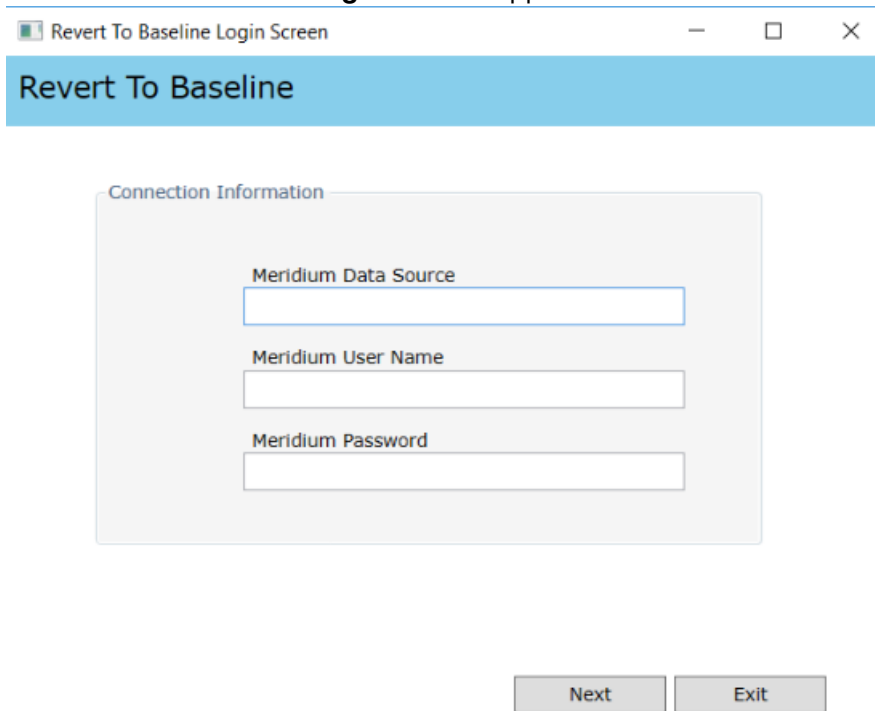 Revert To Baseline Login Screen
Revert To Baseline
Connection Information
Meridium Data Source
Meridium User Name
Meridium Password
Next Exit